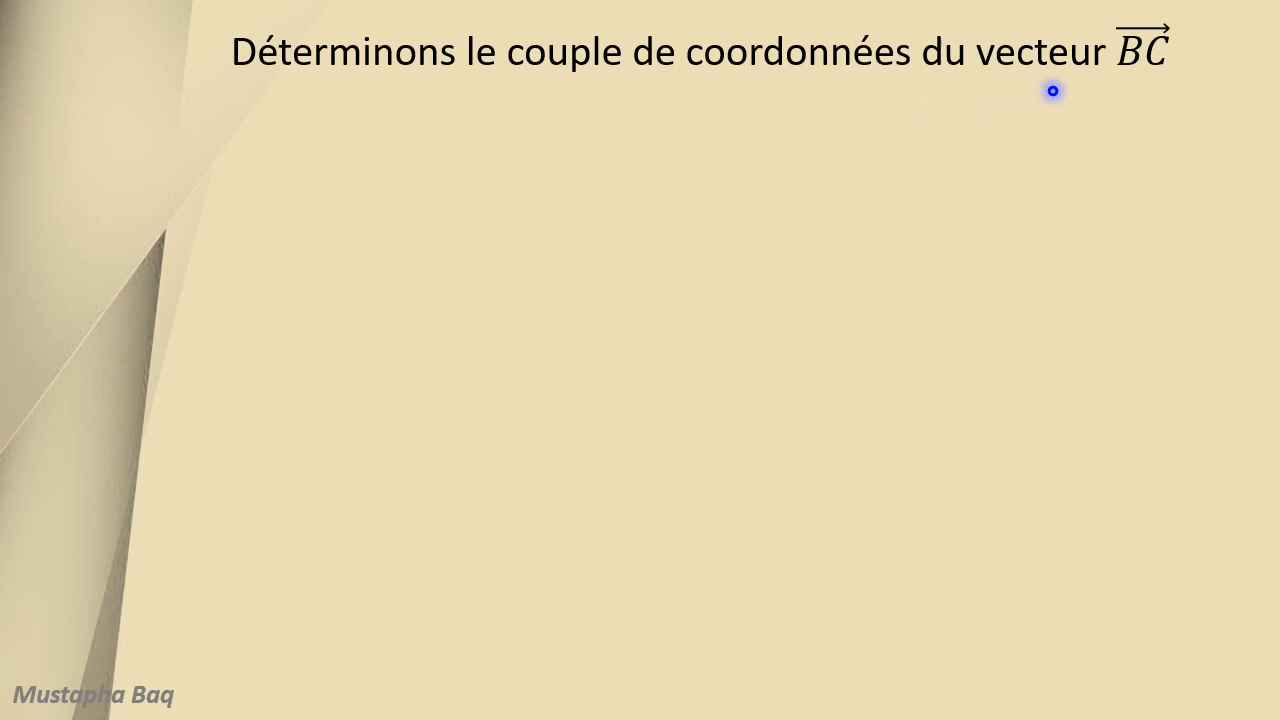 Déterminons le couple de coordonnées du vecteur $\overrightarrow{BC}$
Mustapha Baq